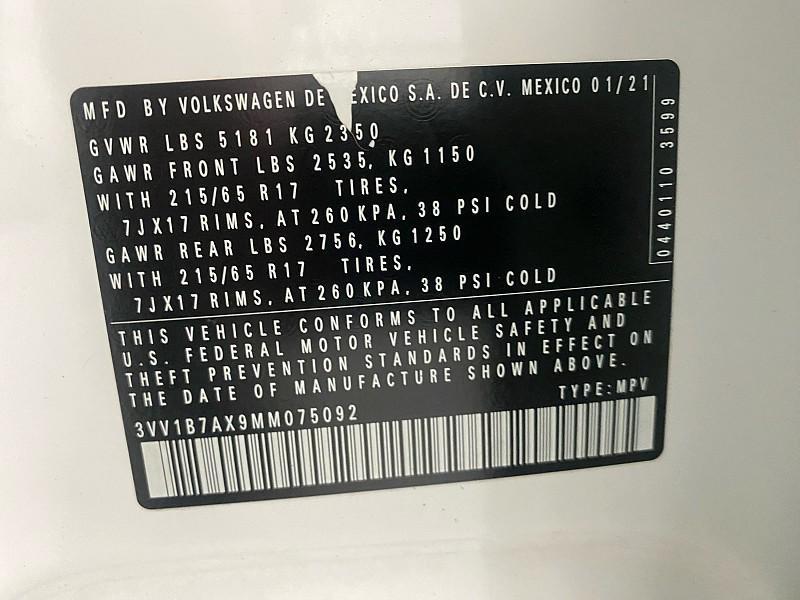 MFD BY VOLKSWAGEN DE MEXICO S.A. DE C.V. MEXICO 01/21
GVWR LBS 5181 KG 2350
GAWR FRONT LBS 2535, KG 1150
WITH 215/65 R17 TIRES,
7JX17 RIMS, AT 260 KPA, 38 PSI COLD
GAWR REAR LBS 2756, KG 1250
WITH 215/65 R17 TIRES,
7JX17 RIMS, AT 260 KPA, 38 PSI COLD
0440110 3599
THIS VEHICLE CONFORMS TO ALL APPLICABLE
U.S. FEDERAL MOTOR VEHICLE SAFETY AND
THEFT PREVENTION STANDARDS IN EFFECT ON
THE DATE OF MANUFACTURE SHOWN ABOVE.
TYPE:MPV
3VV1B7AX9MM075092